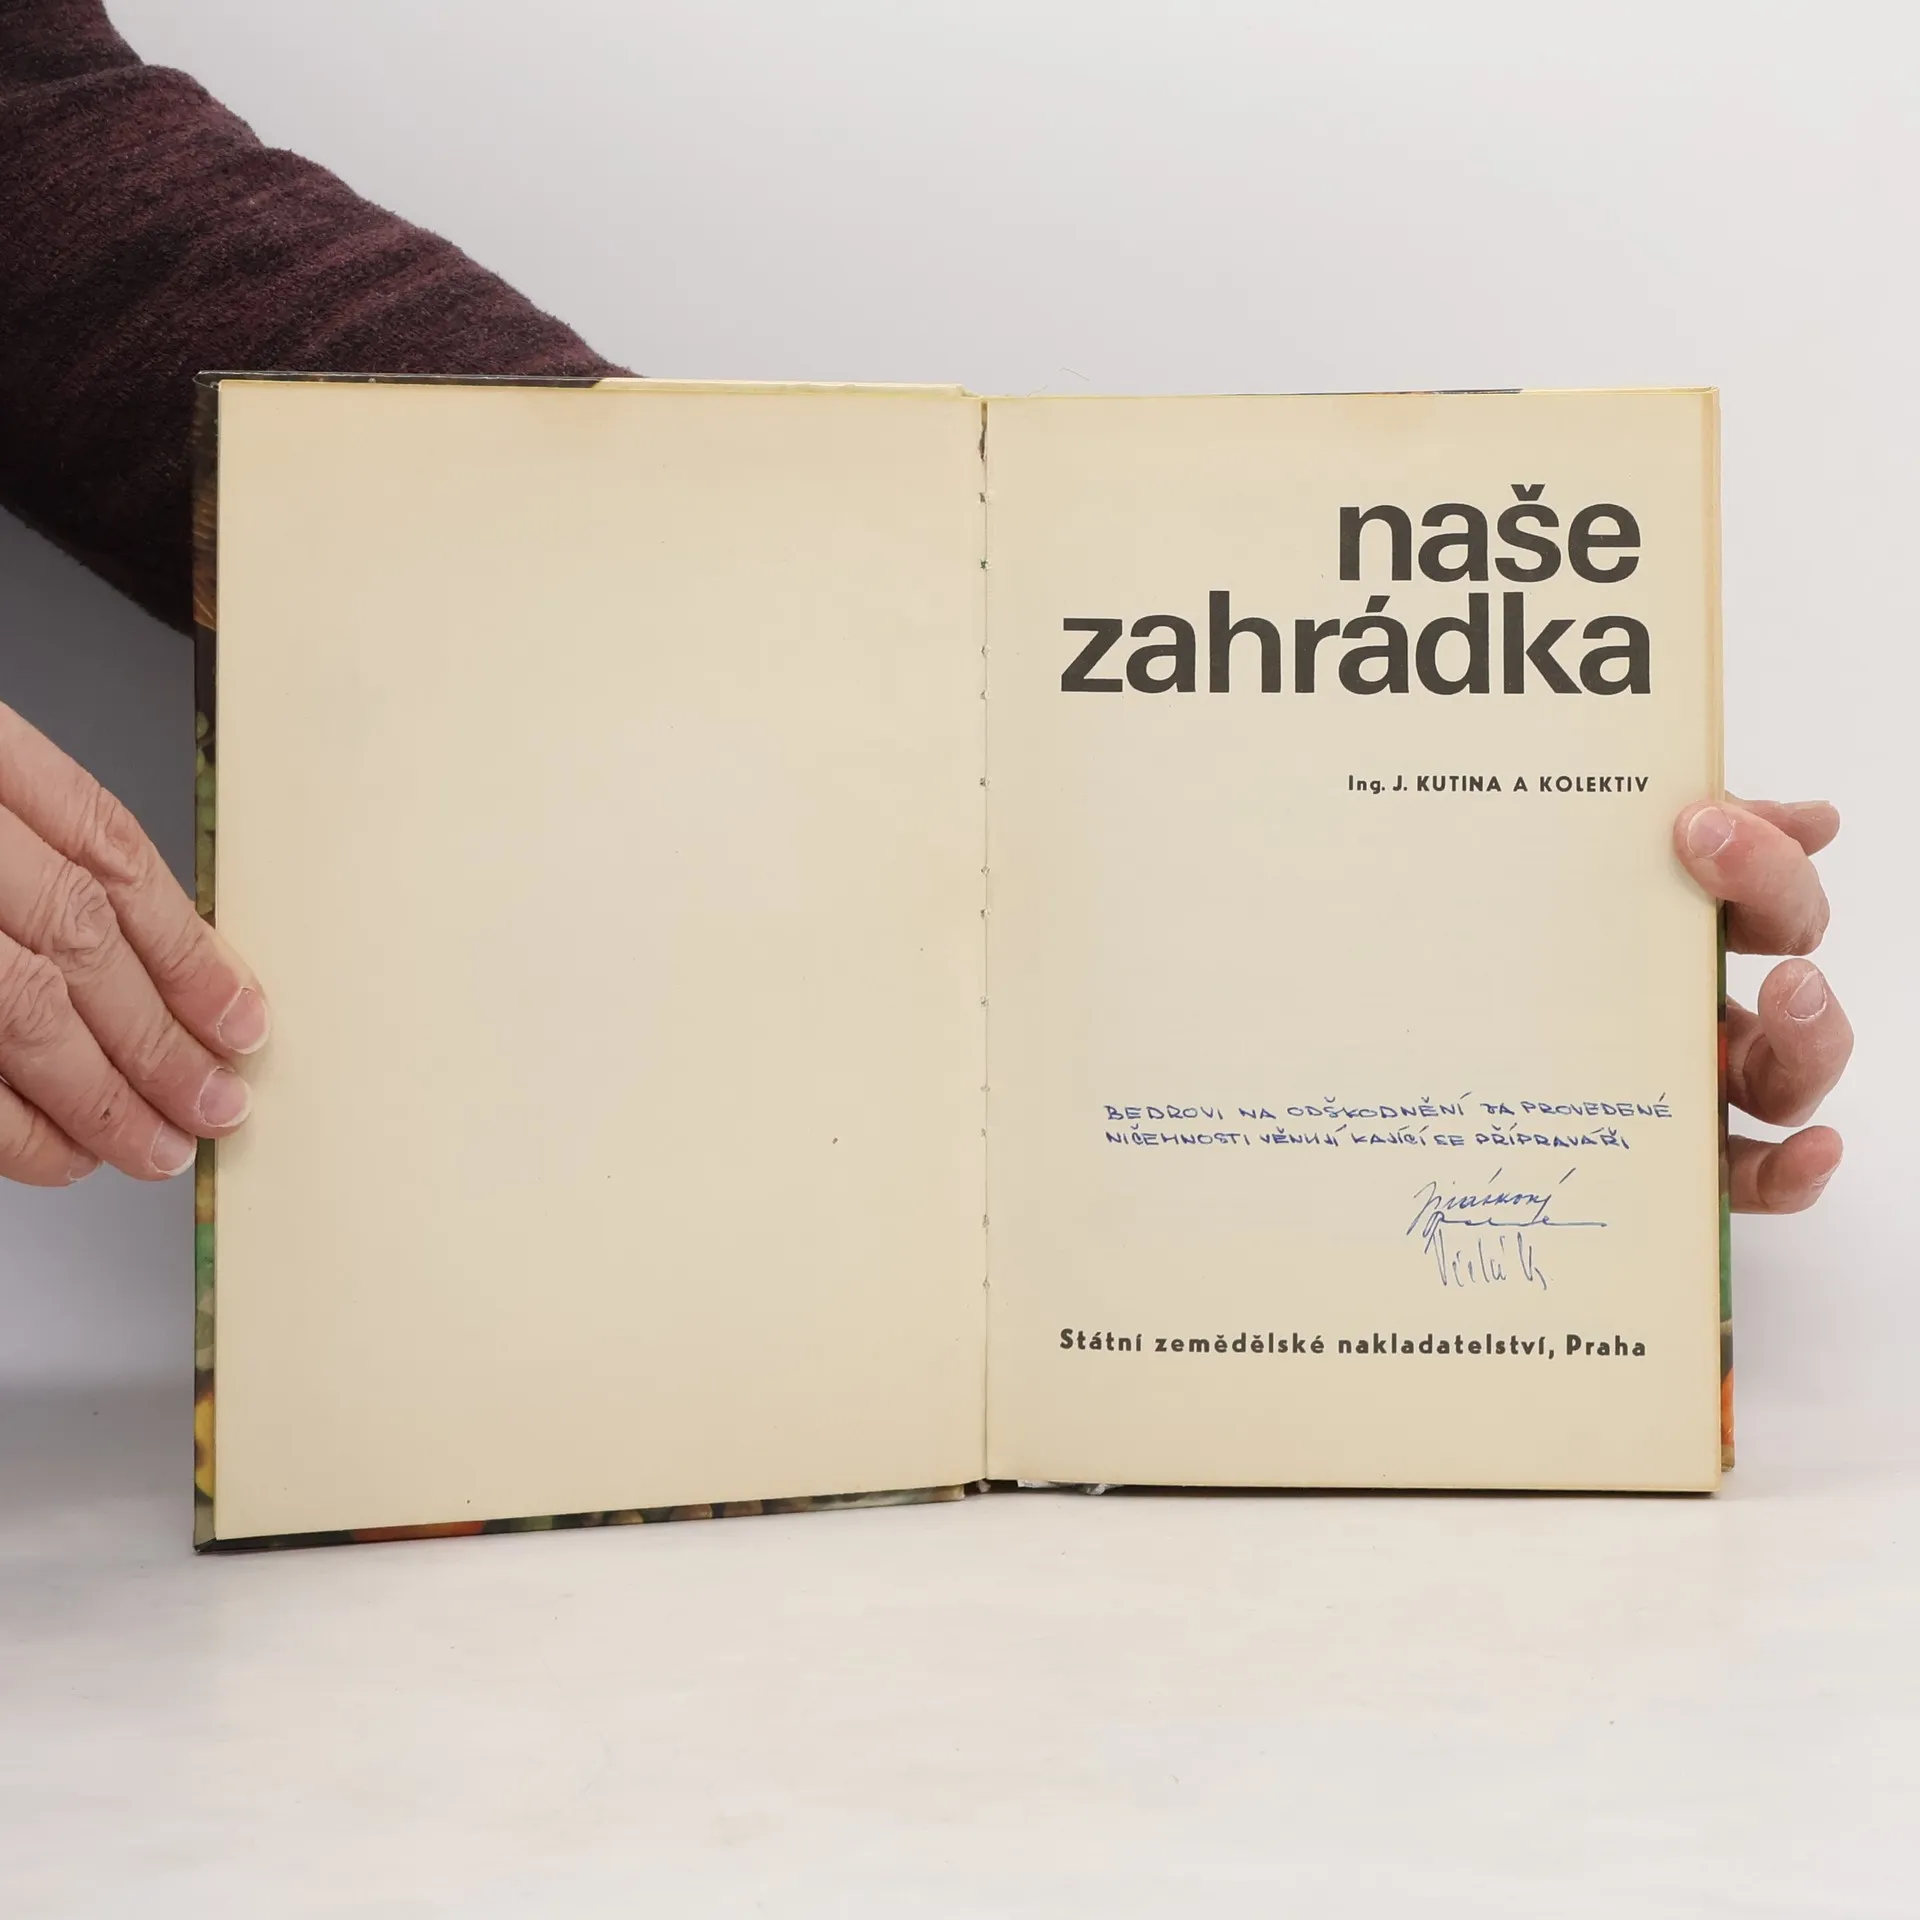 naše
zahrádka
Ing. J. KUTINA A KOLEKTIV
BEDROVI NA ODŠKODNĚNÍ ZA PROVEDENÉ
NIČEMNOSTI VĚNUJÍ KAJÍCÍ SE PŘÍPRAVÁŘI
Státní zemědělské nakladatelství, Praha